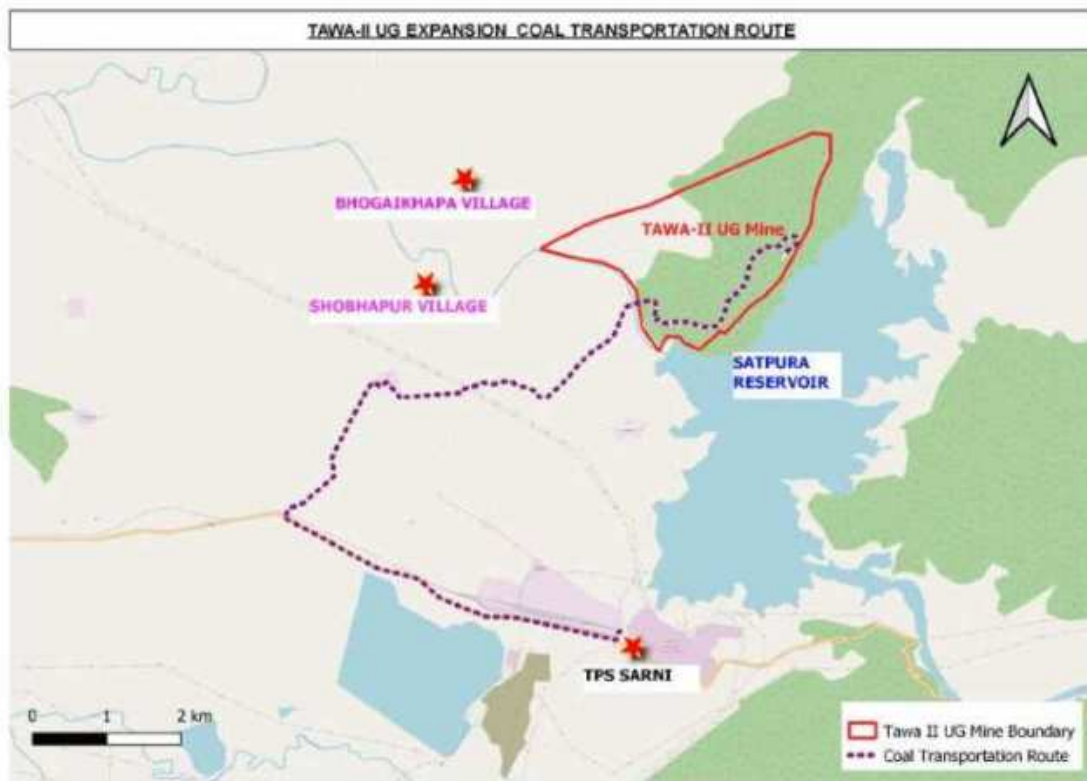 TAWA-II UG EXPANSION COAL TRANSPORTATION ROUTE
BHOGAIKHAPA VILLAGE
TAWA-II UG Mine
SHOBHAPUR VILLAGE
SATPURA
RESERVOIR
TPS SARNI
0 1 2 km
Tawa II UG Mine Boundary
Coal Transportation Route